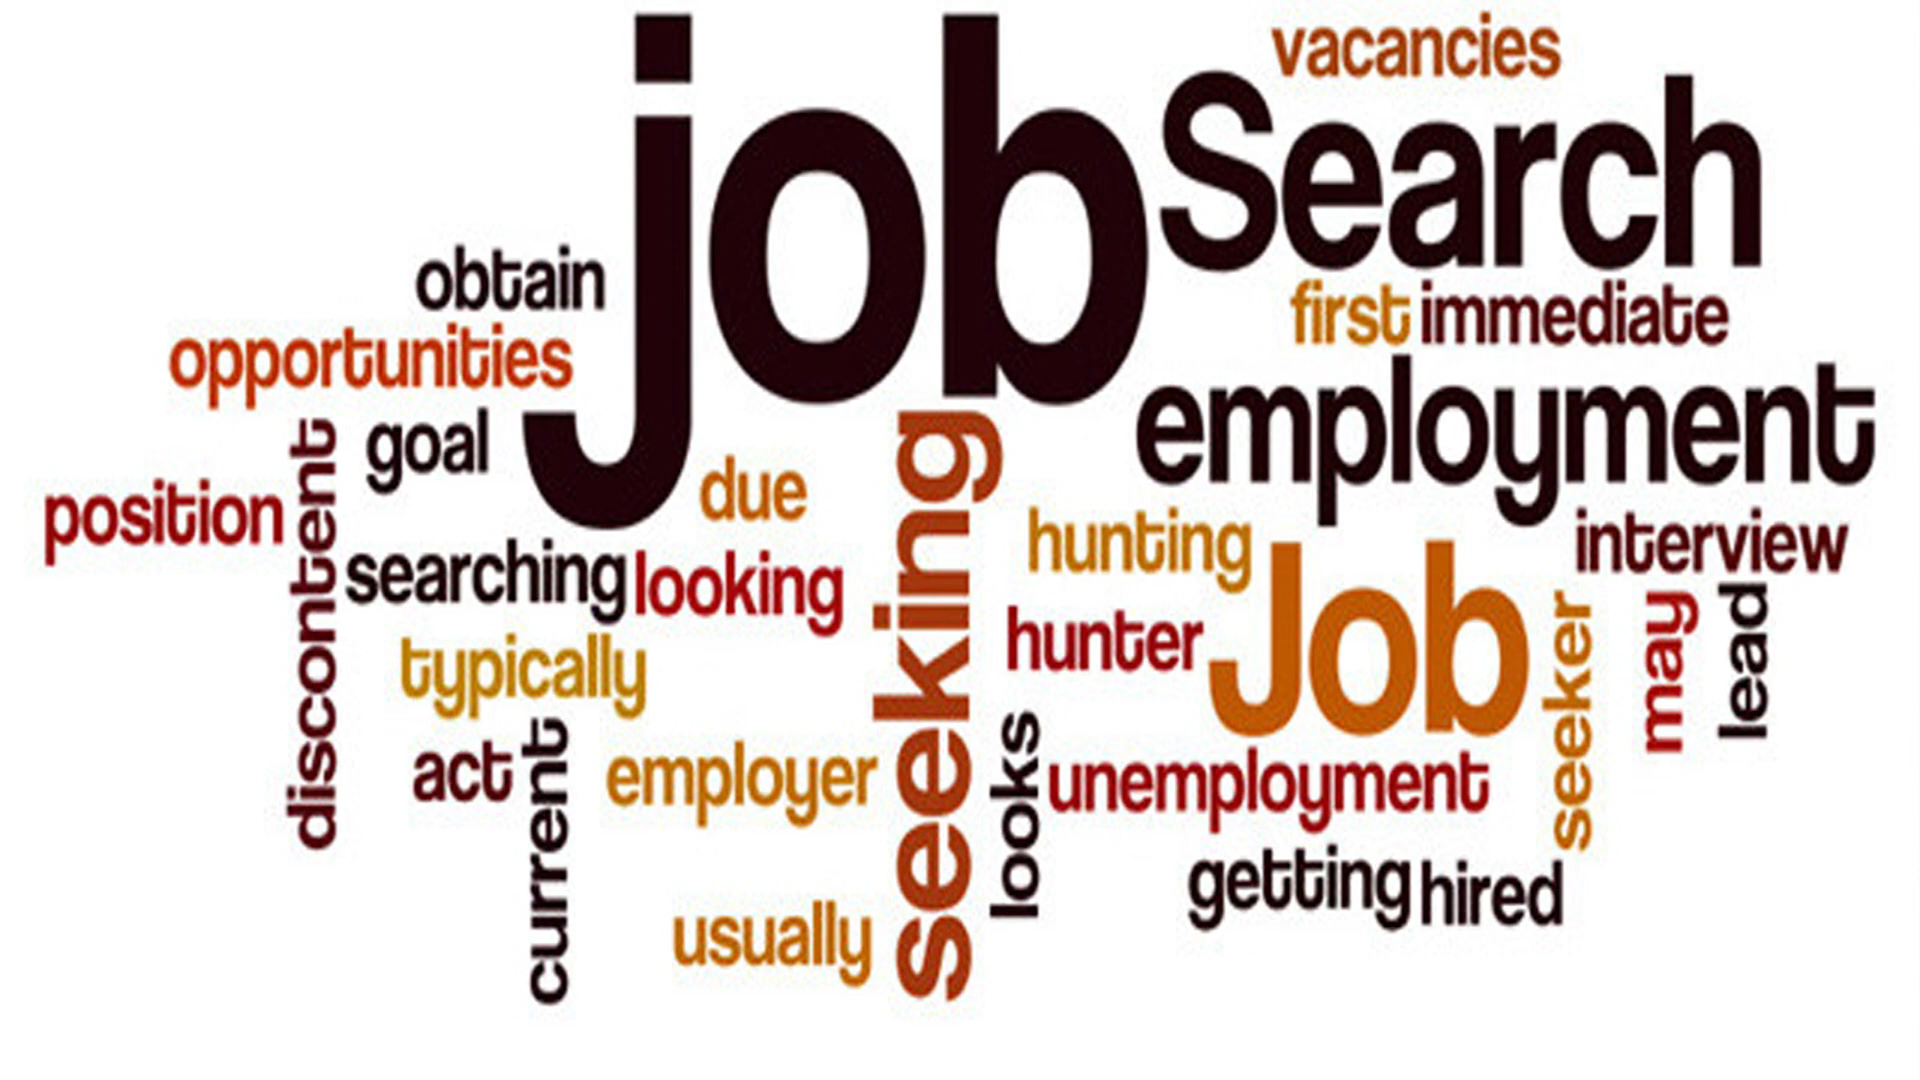 job
vacancies
Search
obtain
first immediate
opportunities
employment
goal
discontent
position
due
seeking
hunting
interview
searching looking
Job
hunter
seeker
may
lead
typically
current
act
employer
looks
unemployment
getting hired
usually